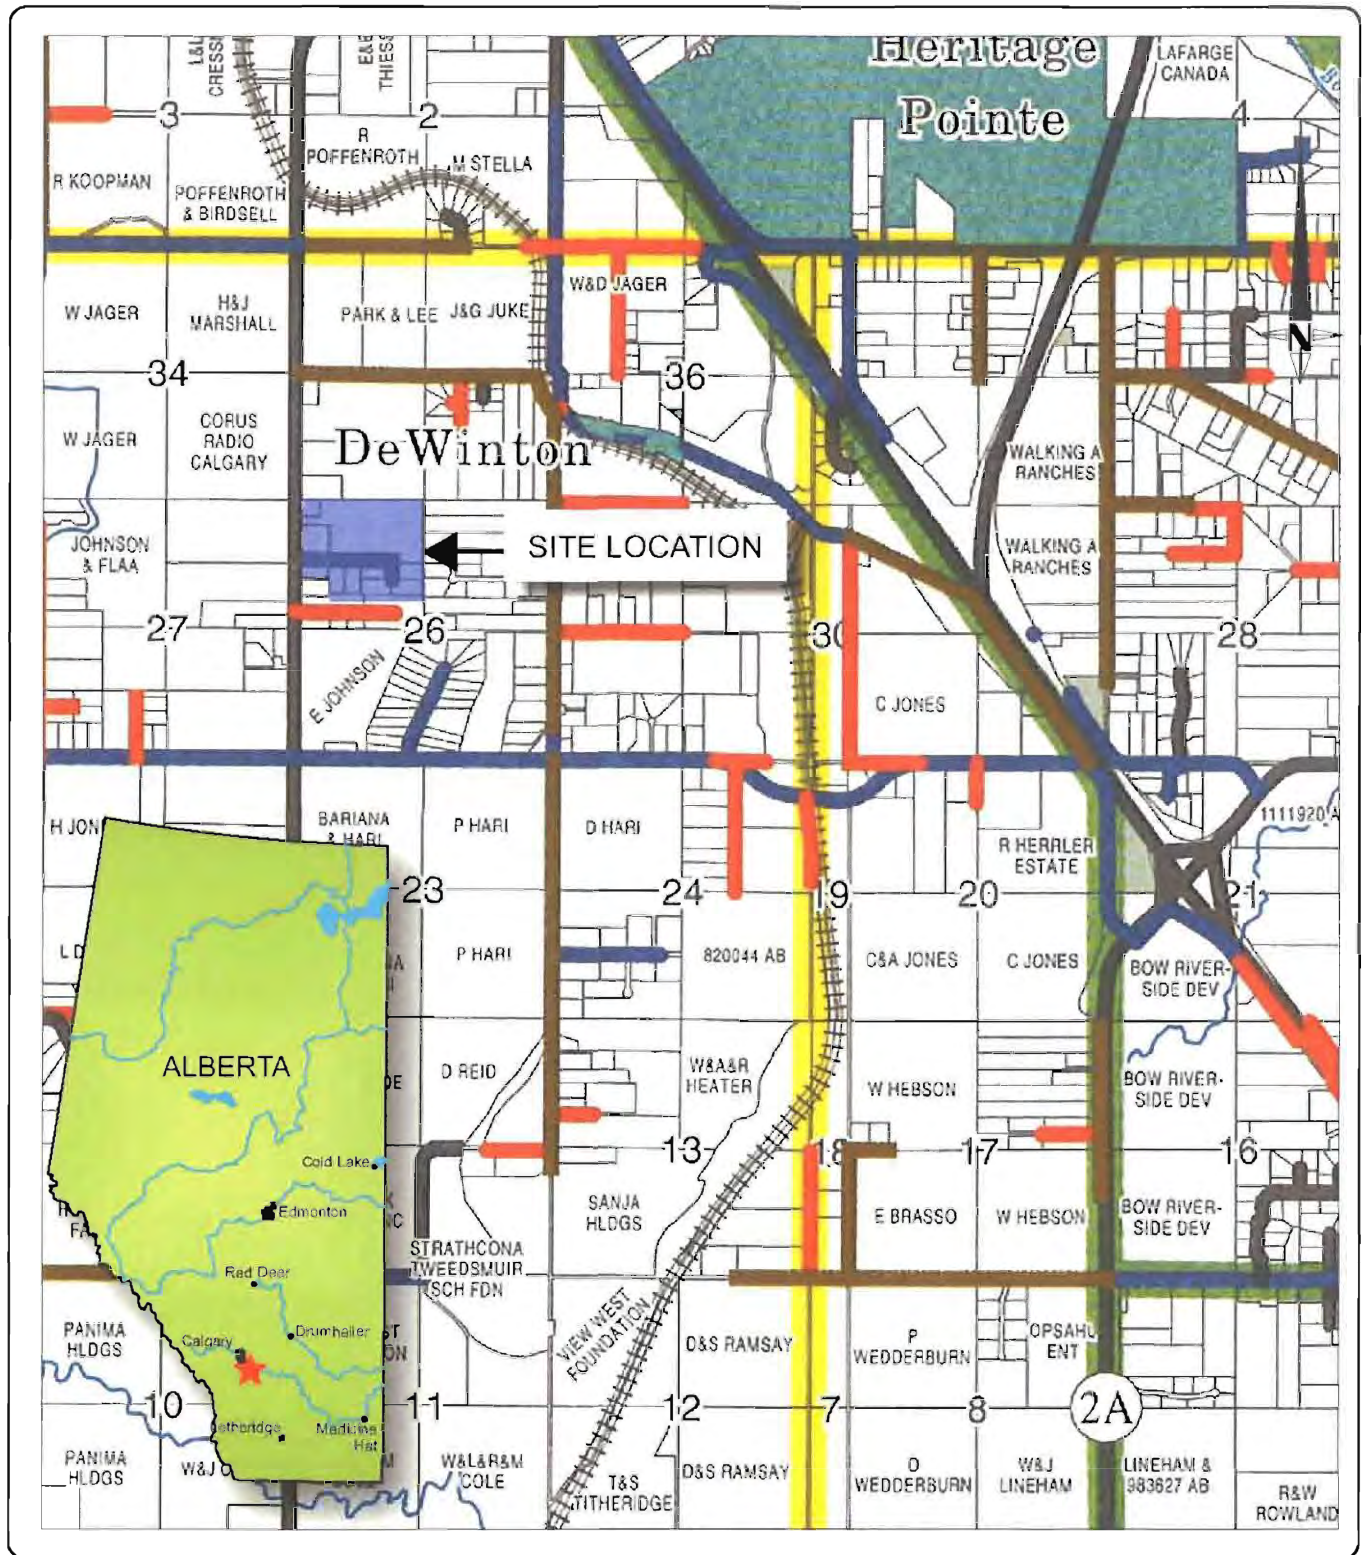 Heritage
Pointe
LAFARGE
CANADA
3
2
4
R
POFFENROTH
M STELLA
R KOOPMAN
POFFENROTH
& BIRDSELL
W JAGER
H&J
MARSHALL
PARK & LEE
J&G JUKE
W&D JAGER
N
34
36
W JAGER
CORUS
RADIO
CALGARY
DeWinton
WALKING A
RANCHES
JOHNSON
& FLAA
SITE LOCATION
WALKING A
RANCHES
27
26
30
28
E JOHNSON
C JONES
H JON
BARIANA
& HARI
P HARI
D HARI
R HERRLER
ESTATE
1111920 A
23
24
19
20
21
L D
P HARI
820044 AB
C&A JONES
C JONES
BOW RIVER-
SIDE DEV
ALBERTA
D REID
W&A&R
HEATER
W HEBSON
BOW RIVER-
SIDE DEV
Cold Lake
13
18
17
16
Edmonton
SANJA
HLDGS
E BRASSO
W HEBSON
BOW RIVER-
SIDE DEV
STRATHCONA
TWEEDSMUIR
SCH FDN
Red Deer
VIEW WEST
FOUNDATION
PANIMA
HLDGS
Calgary
Drumheller
D&S RAMSAY
P
WEDDERBURN
OPSAHL
ENT
10
11
12
7
8
2A
Lethbridge
Medicine
Hat
PANIMA
HLDGS
W&J
W&L&R&M
COLE
T&S
TITHERIDGE
D&S RAMSAY
D
WEDDERBURN
W&J
LINEHAM
LINEHAM &
983627 AB
R&W
ROWLAND